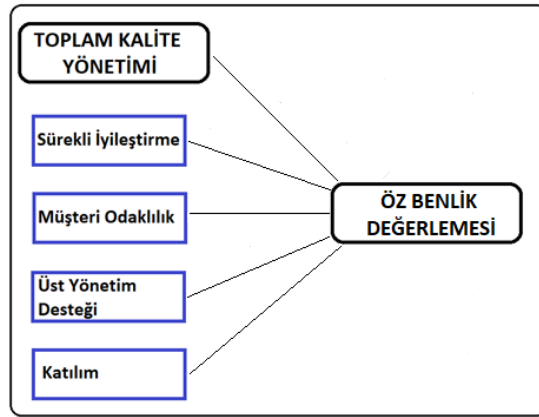 TOPLAM KALİTE
YÖNETİMİ
Sürekli İyileştirme
Müşteri Odaklılık
Üst Yönetim
Desteği
Katılım
ÖZ BENLİK
DEĞERLEMESİ